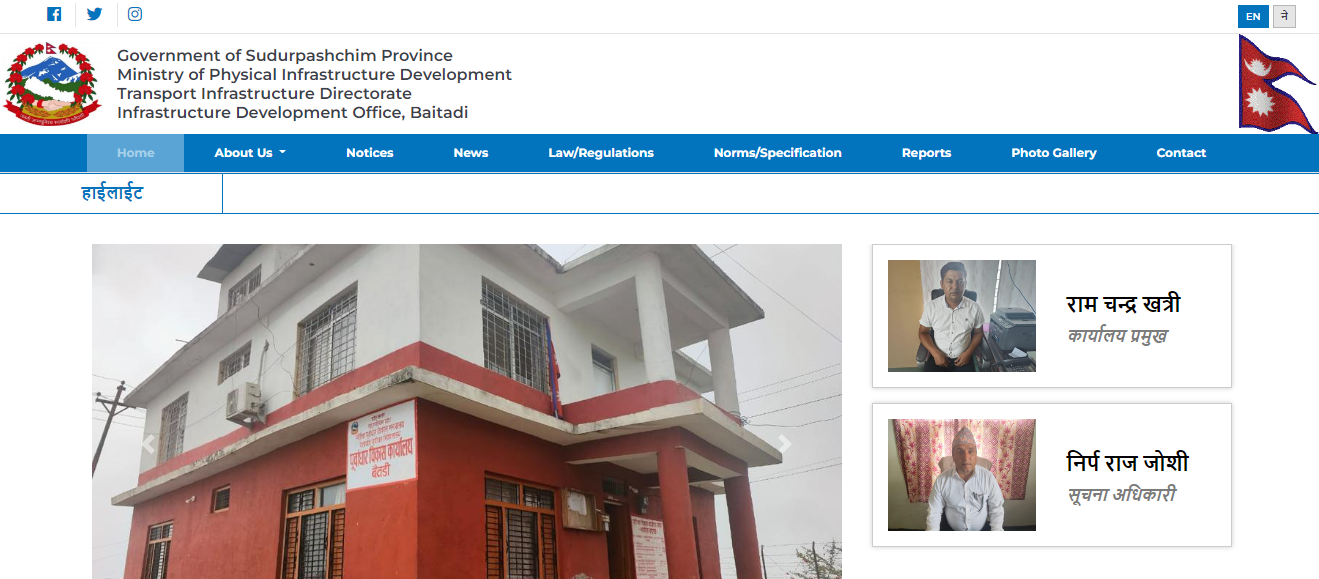 EN
ने
Government of Sudurpashchim Province
Ministry of Physical Infrastructure Development
Transport Infrastructure Directorate
Infrastructure Development Office, Baitadi
Home
About Us
Notices
News
Law/Regulations
Norms/Specification
Reports
Photo Gallery
Contact
हाईलाईट
पूर्वाधार विकास कार्यालय
बैतडी
राम चन्द्र खत्री
कार्यालय प्रमुख
निर्प राज जोशी
सूचना अधिकारी